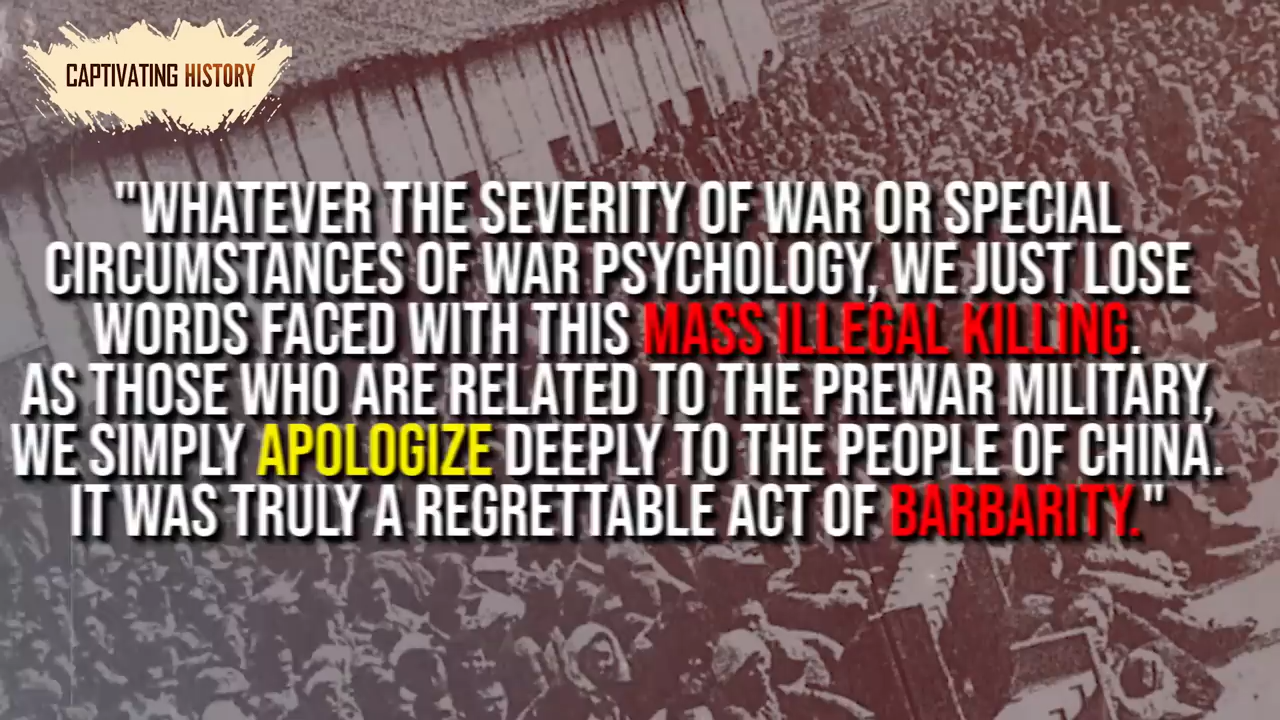 CAPTIVATING HISTORY
"WHATEVER THE SEVERITY OF WAR OR SPECIAL
CIRCUMSTANCES OF WAR PSYCHOLOGY, WE JUST LOSE
WORDS FACED WITH THIS MASS ILLEGAL KILLING.
AS THOSE WHO ARE RELATED TO THE PREWAR MILITARY,
WE SIMPLY APOLOGIZE DEEPLY TO THE PEOPLE OF CHINA.
IT WAS TRULY A REGRETTABLE ACT OF BARBARITY."